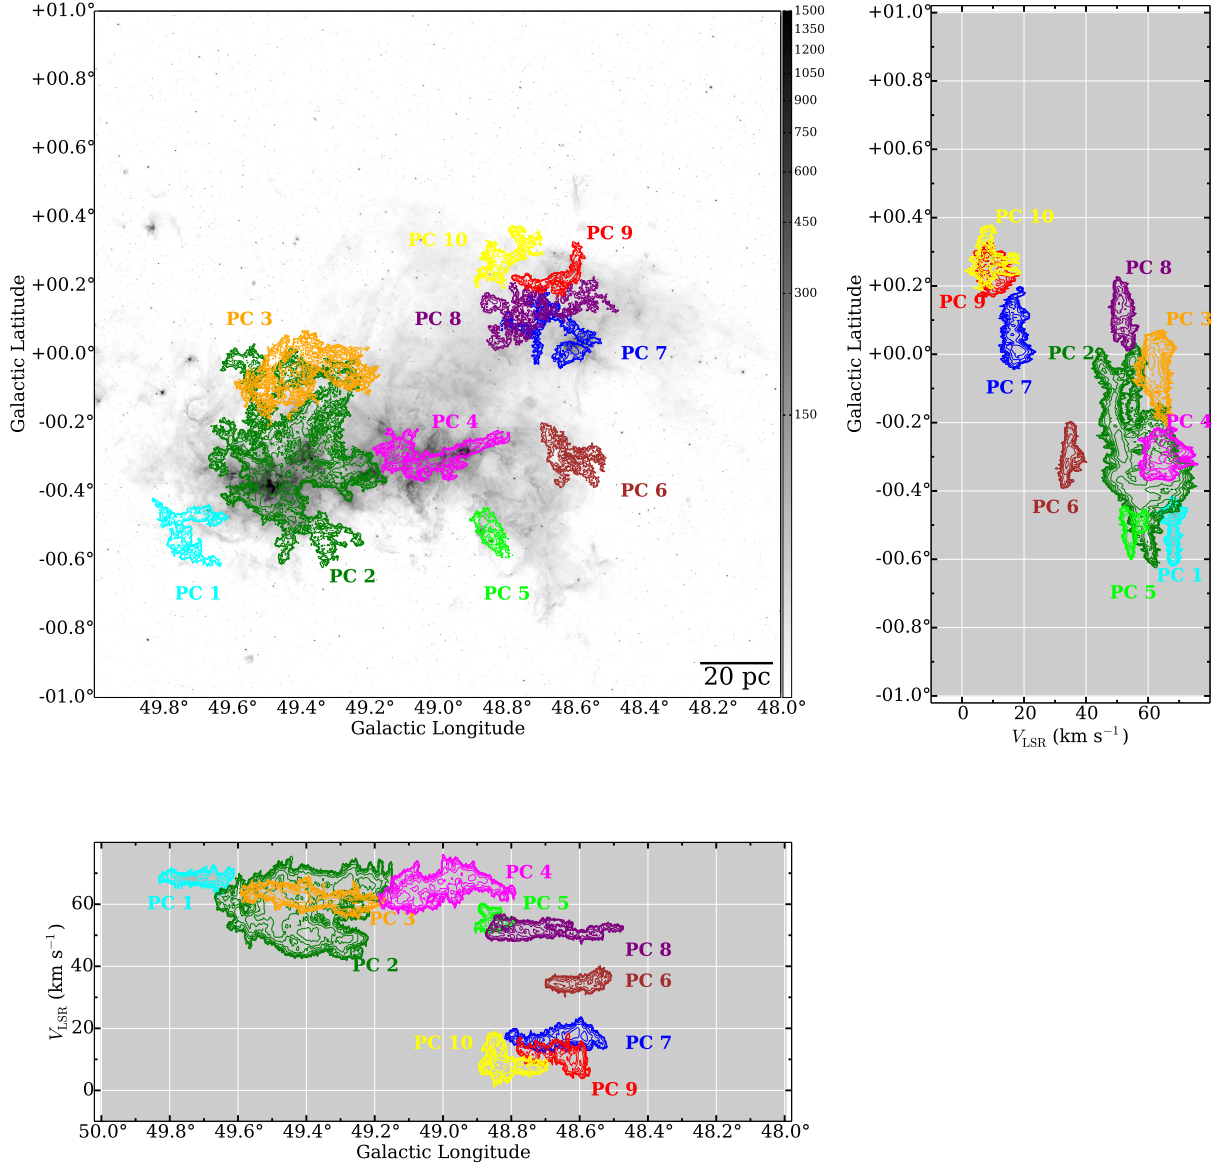 +01.0°
+00.8°
+00.6°
+00.4°
+00.2°
+00.0°
-00.2°
-00.4°
-00.6°
-00.8°
-01.0°
Galactic Latitude
PC 10
PC 9
PC 3
PC 8
PC 7
PC 4
PC 6
PC 2
PC 1
PC 5
20 pc
49.8° 49.6° 49.4° 49.2° 49.0° 48.8° 48.6° 48.4° 48.2° 48.0°
Galactic Longitude
1500
1350
1200
1050
900
750
600
450
300
150
+01.0°
+00.8°
+00.6°
+00.4°
+00.2°
+00.0°
-00.2°
-00.4°
-00.6°
-00.8°
-01.0°
Galactic Latitude
PC 10
PC 8
PC 9
PC 3
PC 2
PC 7
PC 4
PC 6
PC 1
PC 5
0 20 40 60
V_LSR (km s⁻¹)
60
40
20
0
V_LSR (km s⁻¹)
PC 4
PC 1
PC 5
PC 3
PC 8
PC 2
PC 6
PC 10
PC 7
PC 9
50.0° 49.8° 49.6° 49.4° 49.2° 49.0° 48.8° 48.6° 48.4° 48.2° 48.0°
Galactic Longitude